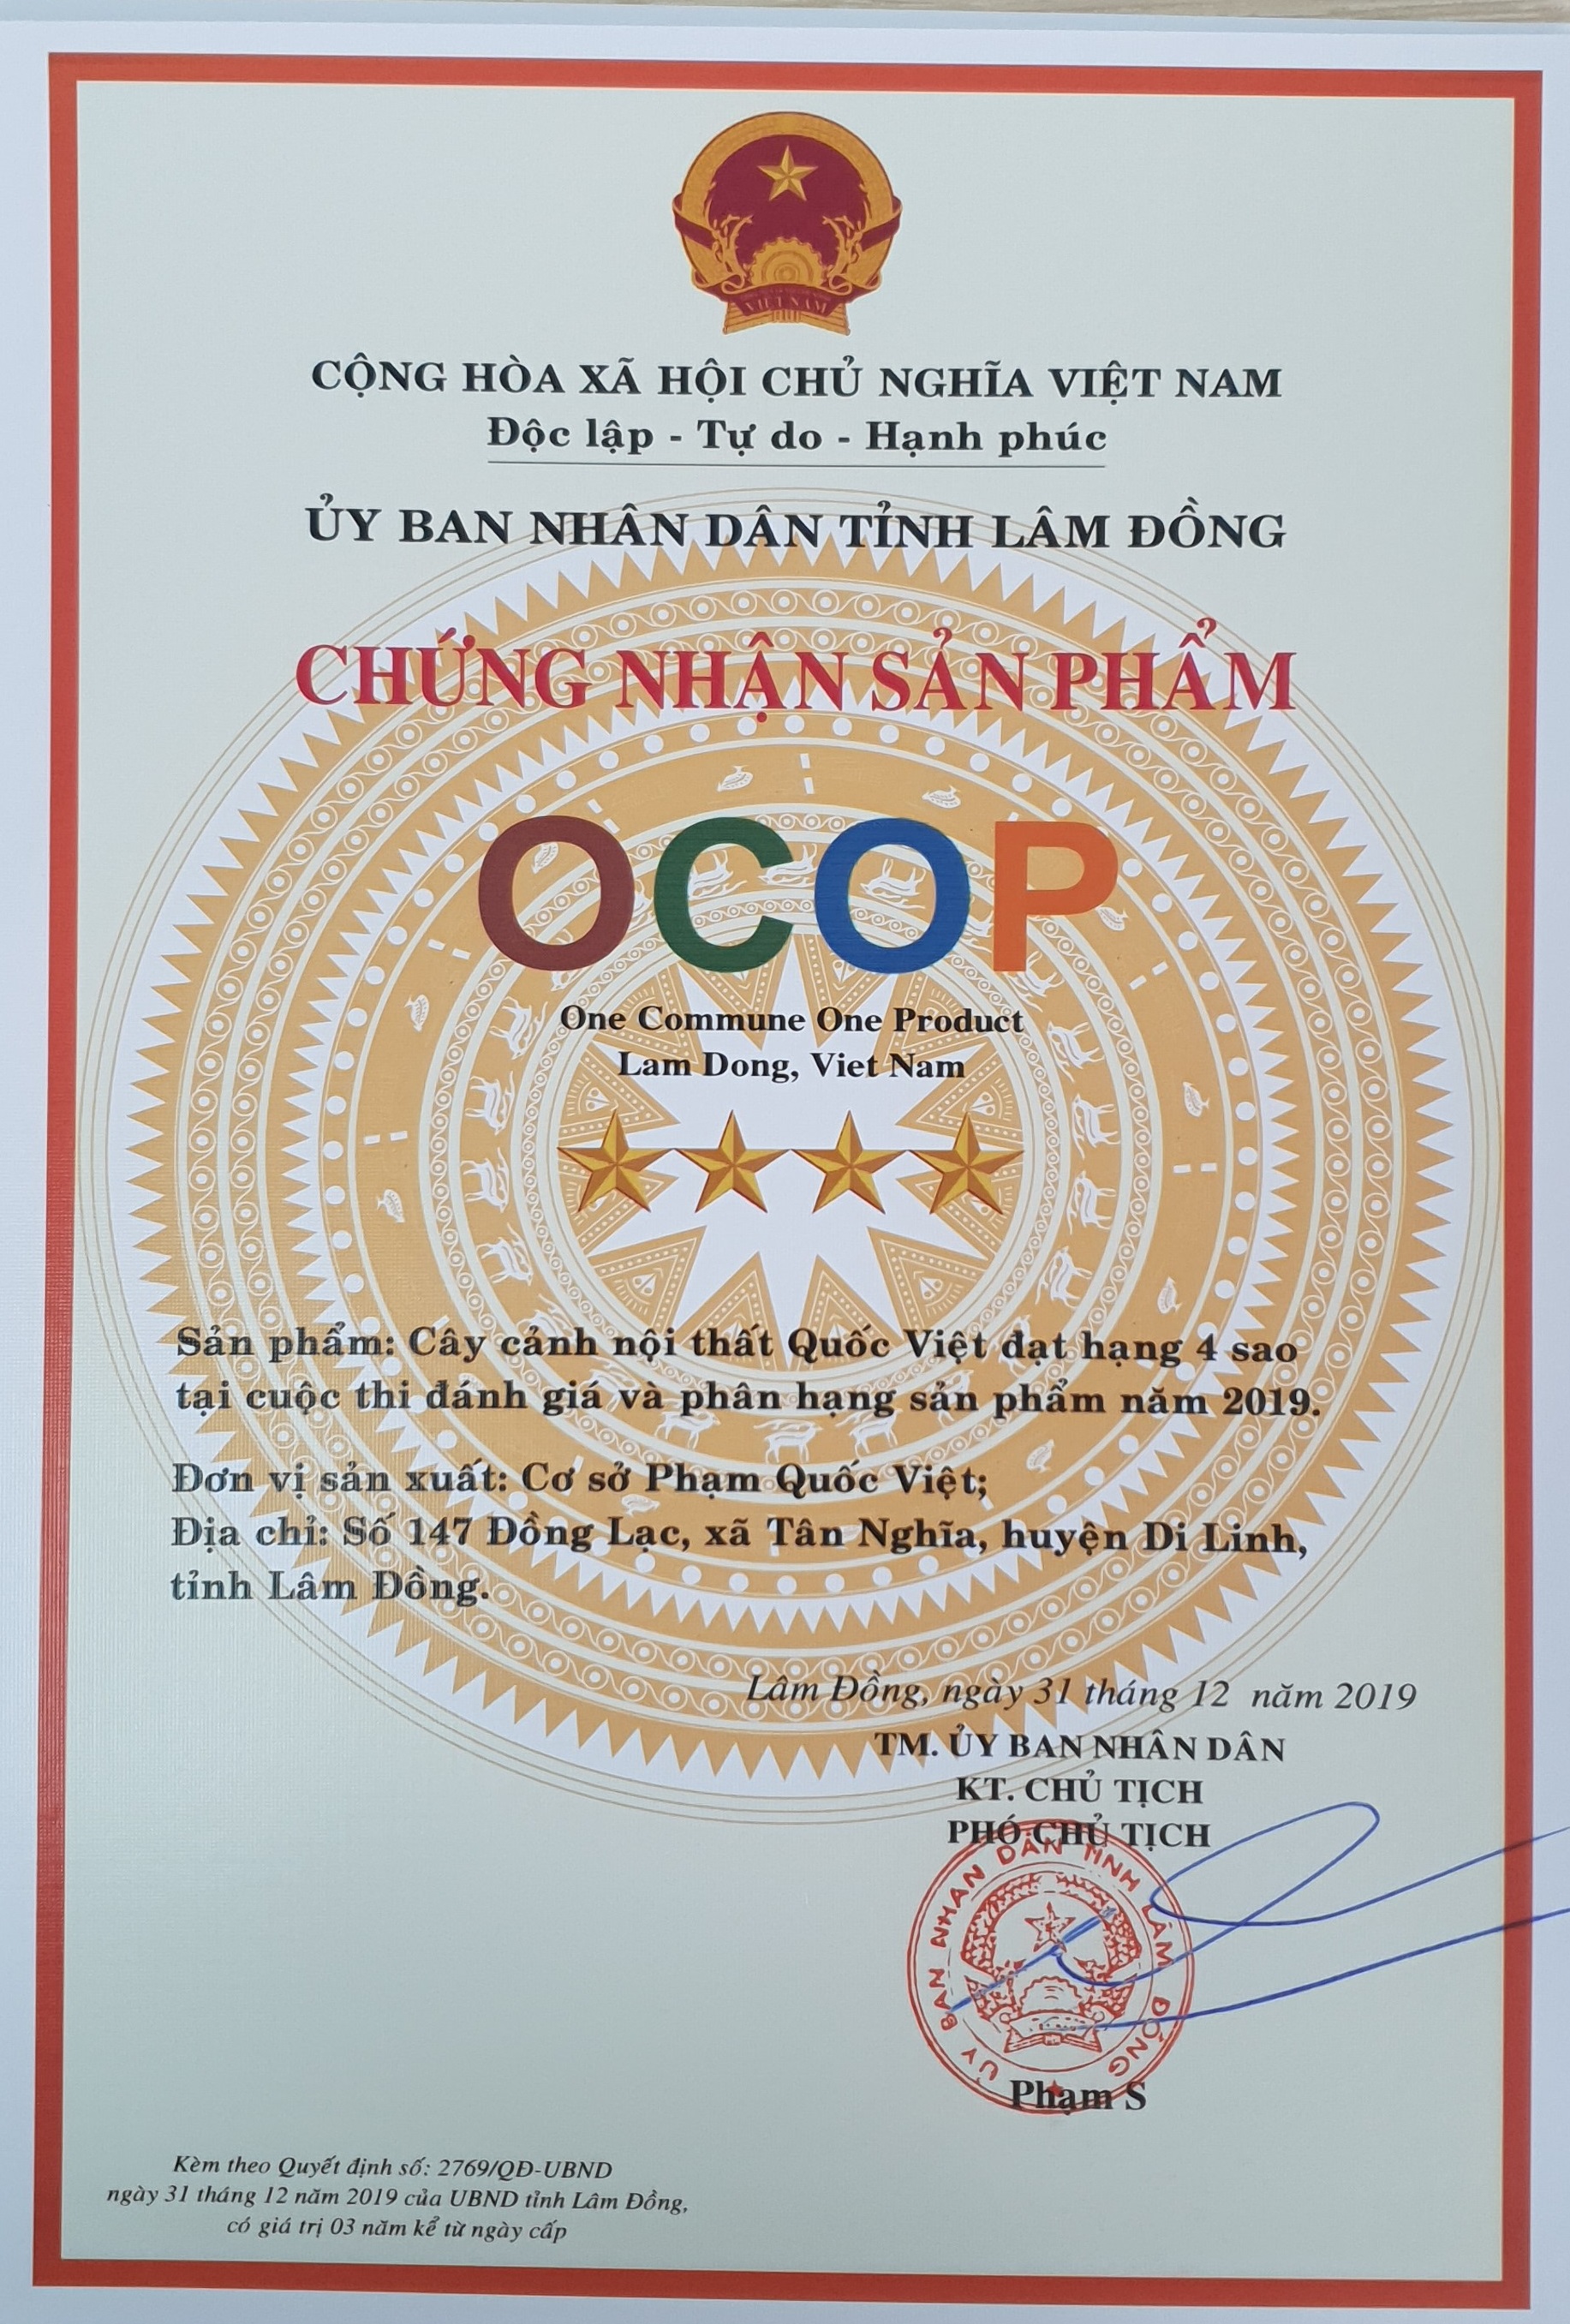 VIỆT NAM
CỘNG HÒA XÃ HỘI CHỦ NGHĨA VIỆT NAM
Độc lập - Tự do - Hạnh phúc
ỦY BAN NHÂN DÂN TỈNH LÂM ĐỒNG
CHỨNG NHẬN SẢN PHẨM
OCOP
One Commune One Product
Lam Dong, Viet Nam
Sản phẩm: Cây cảnh nội thất Quốc Việt đạt hạng 4 sao
tại cuộc thi đánh giá và phân hạng sản phẩm năm 2019.
Đơn vị sản xuất: Cơ sở Phạm Quốc Việt;
Địa chỉ: Số 147 Đồng Lạc, xã Tân Nghĩa, huyện Di Linh,
tỉnh Lâm Đồng.
Lâm Đồng, ngày 31 tháng 12 năm 2019
TM. ỦY BAN NHÂN DÂN
KT. CHỦ TỊCH
PHÓ CHỦ TỊCH
ỦY BAN NHÂN DÂN TỈNH LÂM ĐỒNG
Phạm S
Kèm theo Quyết định số: 2769/QĐ-UBND
ngày 31 tháng 12 năm 2019 của UBND tỉnh Lâm Đồng,
có giá trị 03 năm kể từ ngày cấp